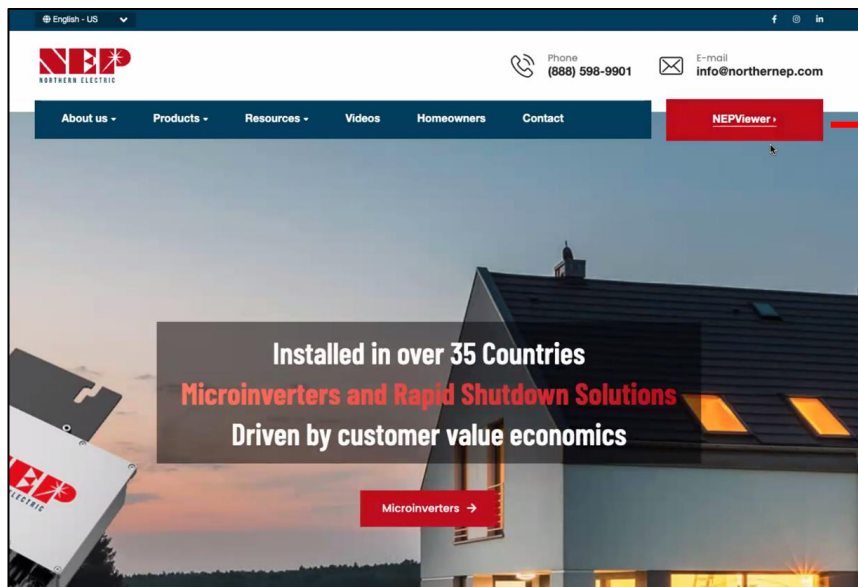 English - US
NEP
NORTHERN ELECTRIC
Phone
(888) 598-9901
E-mail
info@northernep.com
About us
Products
Resources
Videos
Homeowners
Contact
NEPViewer
Installed in over 35 Countries
Microinverters and Rapid Shutdown Solutions
Driven by customer value economics
NEP
ELECTRIC
Microinverters →